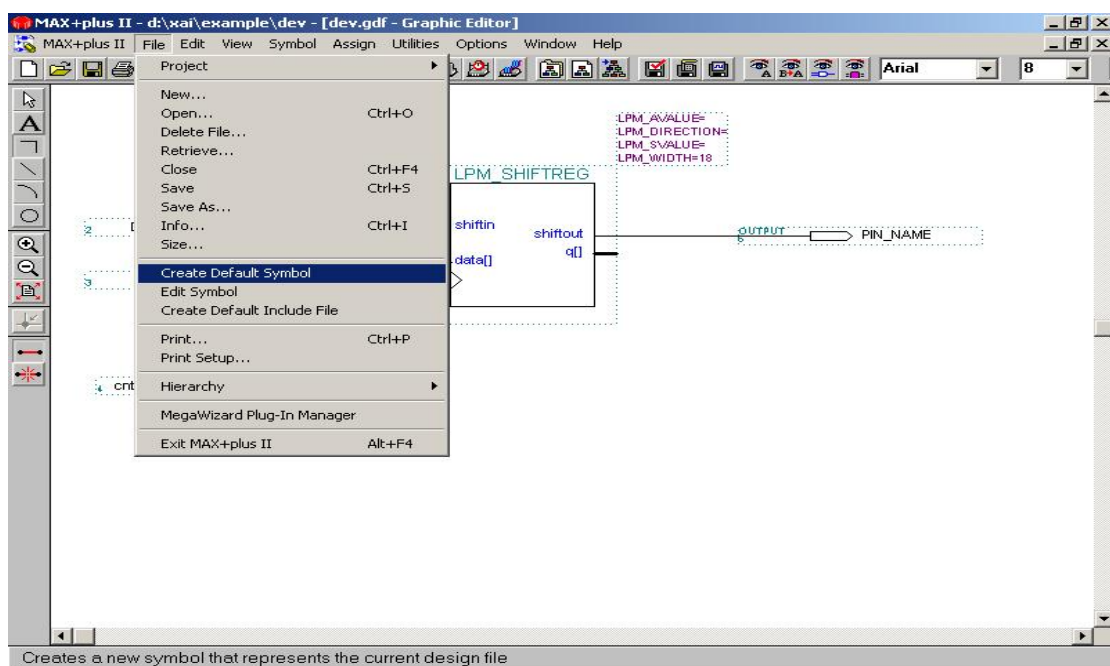 MAX+plus II - d:\xai\example\dev - [dev.gdf - Graphic Editor]
MAX+plus II File Edit View Symbol Assign Utilities Options Window Help
Arial 8
Project
New...
Open... Ctrl+O
Delete File...
Retrieve...
Close Ctrl+F4
Save Ctrl+S
Save As...
Info... Ctrl+I
Size...
Create Default Symbol
Edit Symbol
Create Default Include File
Print... Ctrl+P
Print Setup...
Hierarchy
MegaWizard Plug-In Manager
Exit MAX+plus II Alt+F4
LPM_AVALUE=
LPM_DIRECTION=
LPM_SVALUE=
LPM_WIDTH=18
LPM_SHIFTREG
shiftin
shiftout
data[]
q[]
OUTPUT
6
PIN_NAME
2
3
4 cnt
Creates a new symbol that represents the current design file